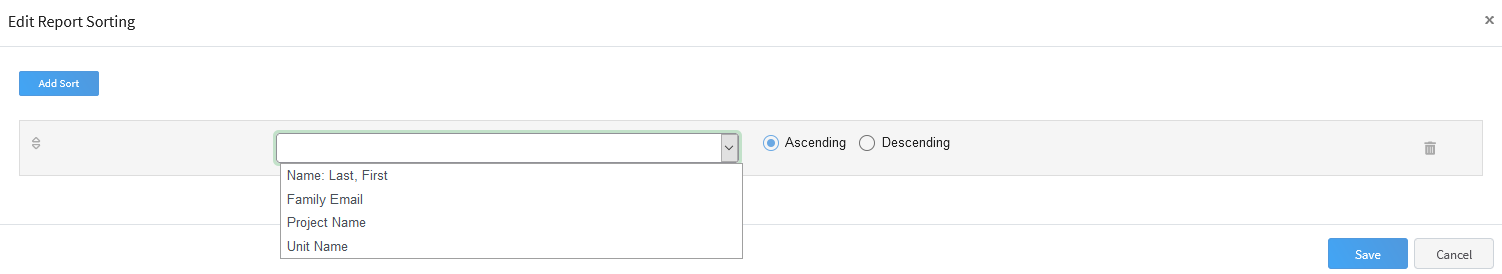 Edit Report Sorting
Add Sort
Ascending Descending
Name: Last, First
Family Email
Project Name
Unit Name
Save Cancel